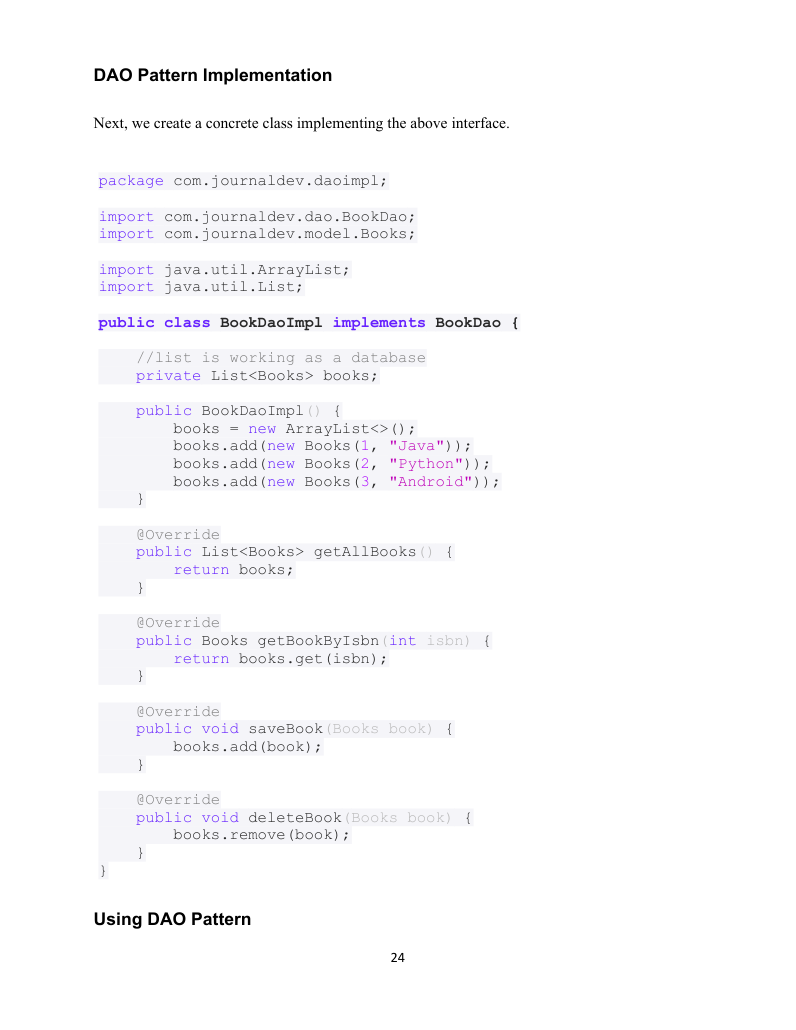 DAO Pattern Implementation
Next, we create a concrete class implementing the above interface.
package com.journaldev.daoimpl;
import com.journaldev.dao.BookDao;
import com.journaldev.model.Books;
import java.util.ArrayList;
import java.util.List;
public class BookDaoImpl implements BookDao {
    //list is working as a database
    private List<Books> books;
    public BookDaoImpl() {
        books = new ArrayList<>();
        books.add(new Books(1, "Java"));
        books.add(new Books(2, "Python"));
        books.add(new Books(3, "Android"));
    }
    @Override
    public List<Books> getAllBooks() {
        return books;
    }
    @Override
    public Books getBookByIsbn(int isbn) {
        return books.get(isbn);
    }
    @Override
    public void saveBook(Books book) {
        books.add(book);
    }
    @Override
    public void deleteBook(Books book) {
        books.remove(book);
    }
}
Using DAO Pattern
24